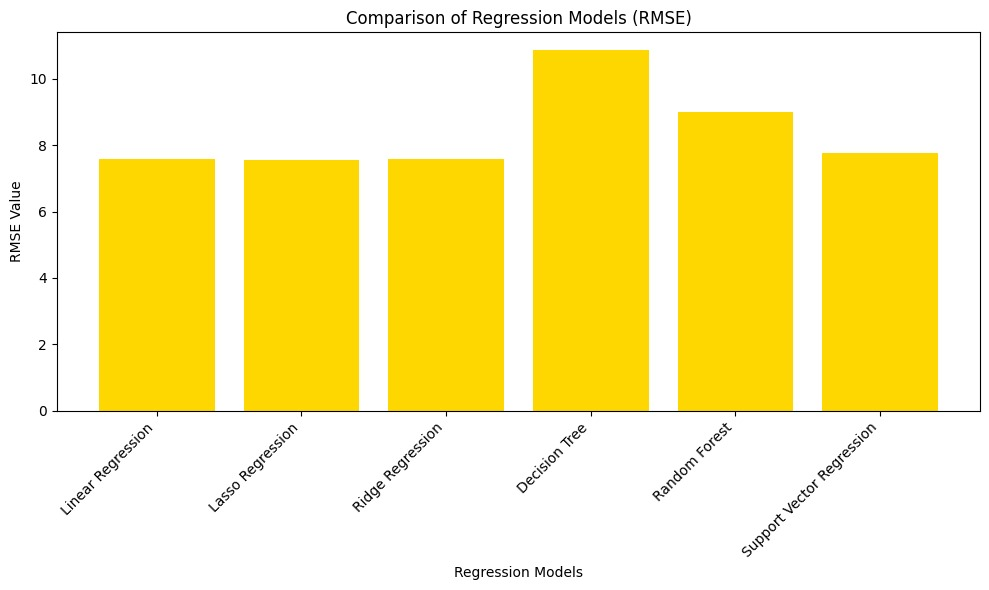 Comparison of Regression Models (RMSE)
RMSE Value
10
8
6
4
2
0
Linear Regression
Lasso Regression
Ridge Regression
Decision Tree
Random Forest
Support Vector Regression
Regression Models